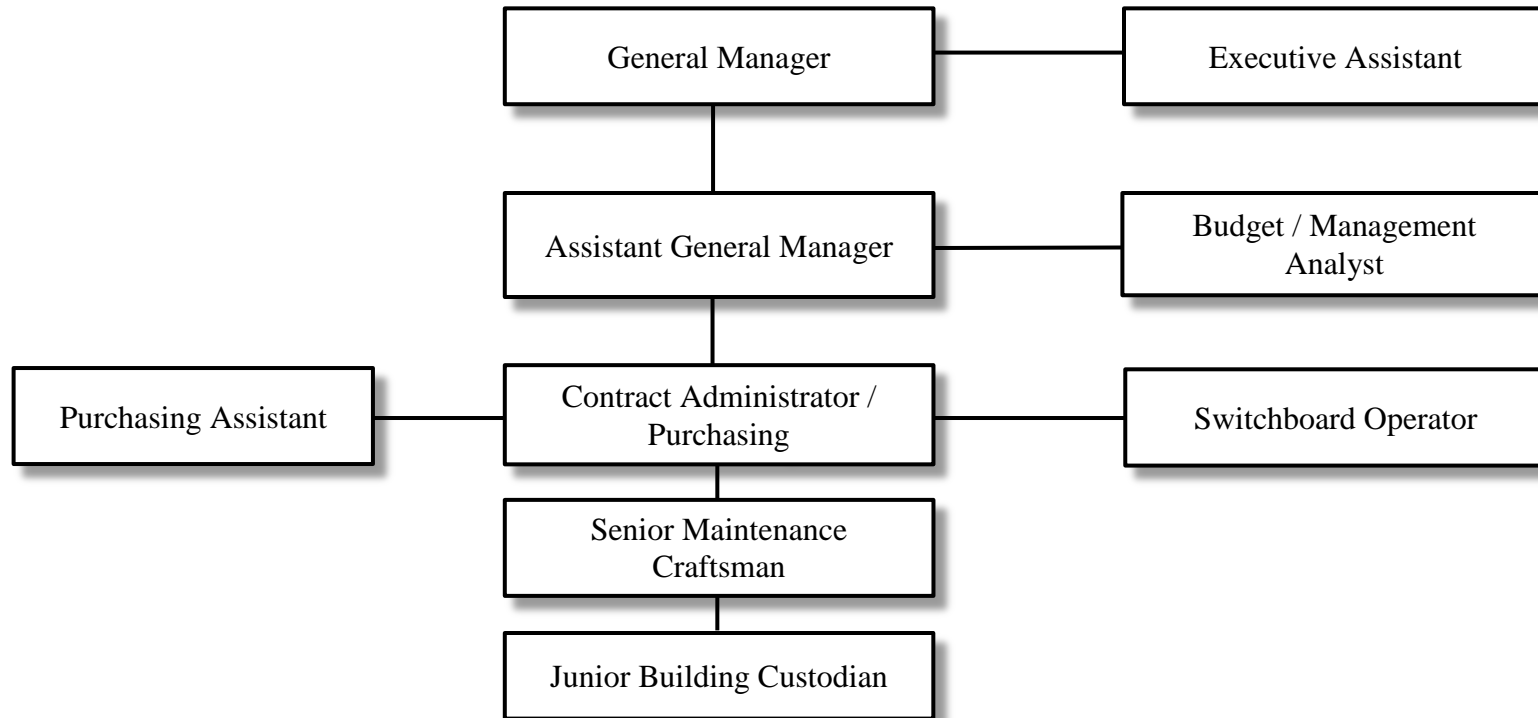 General Manager
Executive Assistant
Assistant General Manager
Budget / Management
Analyst
Purchasing Assistant
Contract Administrator /
Purchasing
Switchboard Operator
Senior Maintenance
Craftsman
Junior Building Custodian